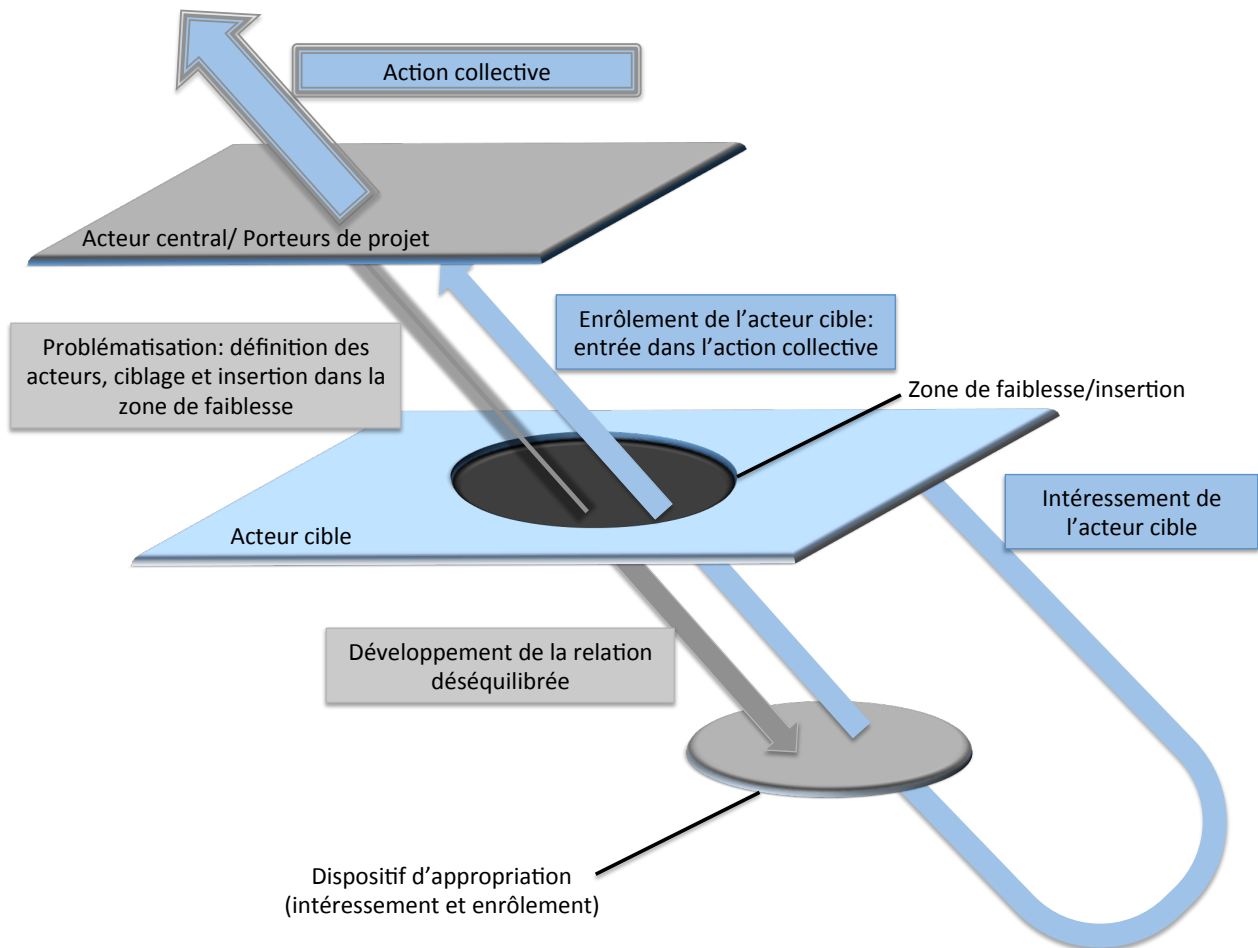 Action collective
Acteur central/ Porteurs de projet
Enrôlement de l’acteur cible:
entrée dans l’action collective
Problématisation: définition des
acteurs, ciblage et insertion dans la
zone de faiblesse
Zone de faiblesse/insertion
Intéressement de
l’acteur cible
Acteur cible
Développement de la relation
déséquilibrée
Dispositif d’appropriation
(intéressement et enrôlement)